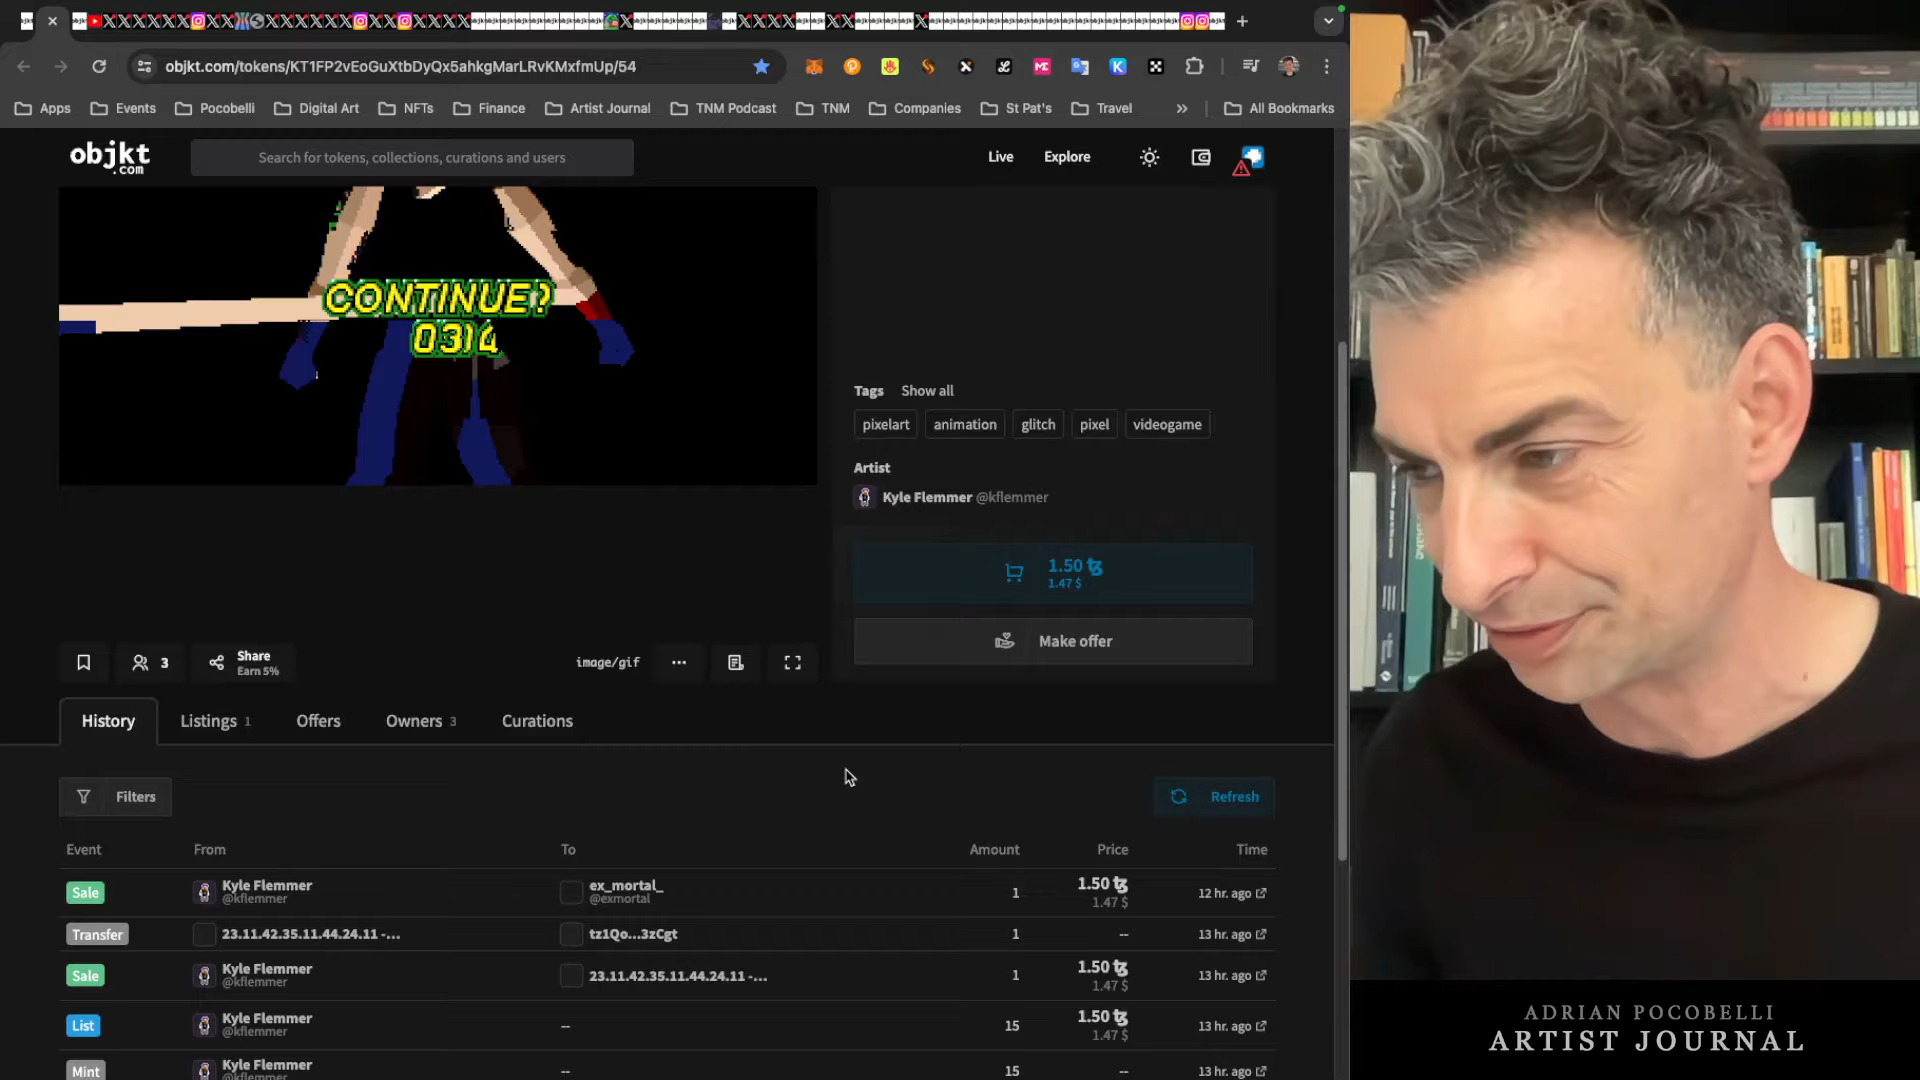 objkt.com/tokens/KT1FP2vEoGuXtbDyQx5ahkgMarLRvKMxfmUp/54
Apps Events Pocobelli Digital Art NFTs Finance Artist Journal TNM Podcast TNM Companies St Pat's Travel » All Bookmarks
objkt
.com
Search for tokens, collections, curations and users
Live Explore
CONTINUE?
Tags Show all
pixelart animation glitch pixel videogame
Artist
Kyle Flemmer @kflemmer
1.50 ꜩ
1.47 $
Make offer
3
Share
Earn 5%
image/gif
History Listings 1 Offers Owners 3 Curations
Filters
Refresh
Event From To Amount Price Time
Sale Kyle Flemmer @kflemmer ex_mortal_ @exmortal 1 1.50 ꜩ 1.47 $ 12 hr. ago
Transfer 23.11.42.35.11.44.24.11 -... tz1Qo...3zCgt 1 -- 13 hr. ago
Sale Kyle Flemmer @kflemmer 23.11.42.35.11.44.24.11 -... 1 1.50 ꜩ 1.47 $ 13 hr. ago
List Kyle Flemmer @kflemmer -- 15 1.50 ꜩ 1.47 $ 13 hr. ago
Mint Kyle Flemmer @kflemmer -- 15 -- 13 hr. ago
ADRIAN POCOBELLI
ARTIST JOURNAL